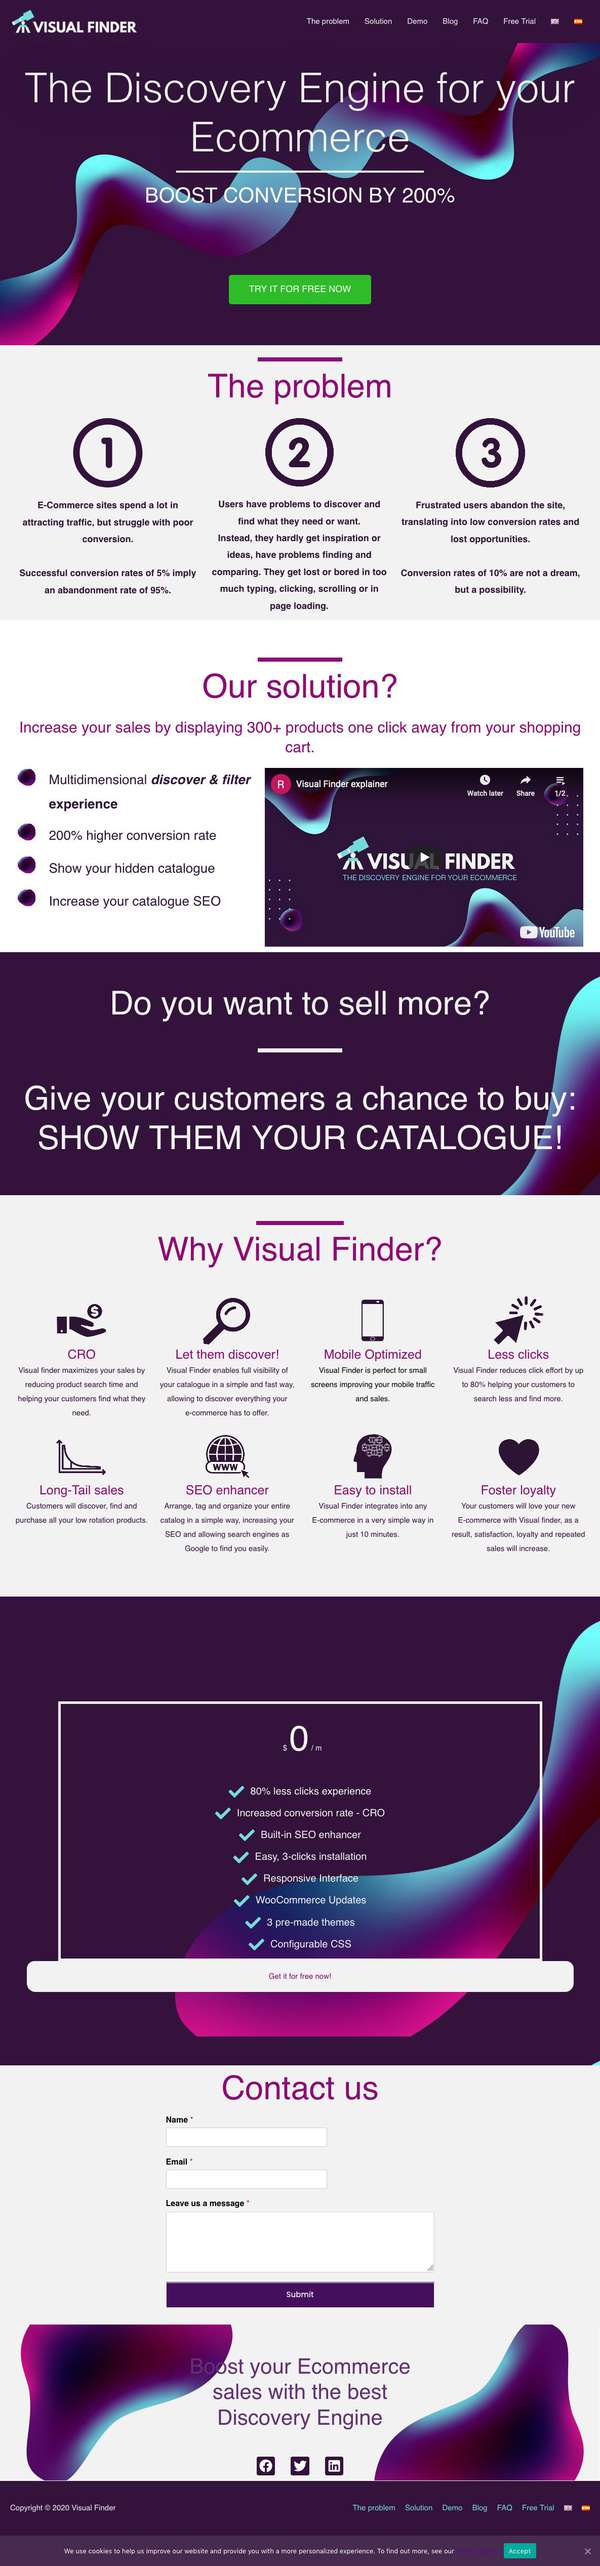 VISUAL FINDER
The problem Solution Demo Blog FAQ Free Trial
The Discovery Engine for your
Ecommerce
BOOST CONVERSION BY 200%
TRY IT FOR FREE NOW
The problem
1
E-Commerce sites spend a lot in
attracting traffic, but struggle with poor
conversion.
Successful conversion rates of 5% imply
an abandonment rate of 95%.
2
Users have problems to discover and
find what they need or want.
Instead, they hardly get inspiration or
ideas, have problems finding and
comparing. They get lost or bored in too
much typing, clicking, scrolling or in
page loading.
3
Frustrated users abandon the site,
translating into low conversion rates and
lost opportunities.
Conversion rates of 10% are not a dream,
but a possibility.
Our solution?
Increase your sales by displaying 300+ products one click away from your shopping
cart.
Multidimensional discover & filter
experience
200% higher conversion rate
Show your hidden catalogue
Increase your catalogue SEO
R Visual Finder explainer
Watch later Share 1/2
VISUAL FINDER
THE DISCOVERY ENGINE FOR YOUR ECOMMERCE
YouTube
Do you want to sell more?
Give your customers a chance to buy:
SHOW THEM YOUR CATALOGUE!
Why Visual Finder?
$
CRO
Visual finder maximizes your sales by
reducing product search time and
helping your customers find what they
need.
Let them discover!
Visual Finder enables full visibility of
your catalogue in a simple and fast way,
allowing to discover everything your
e-commerce has to offer.
Mobile Optimized
Visual Finder is perfect for small
screens improving your mobile traffic
and sales.
Less clicks
Visual Finder reduces click effort by up
to 80% helping your customers to
search less and find more.
Long-Tail sales
Customers will discover, find and
purchase all your low rotation products.
WWW
SEO enhancer
Arrange, tag and organize your entire
catalog in a simple way, increasing your
SEO and allowing search engines as
Google to find you easily.
Easy to install
Visual Finder integrates into any
E-commerce in a very simple way in
just 10 minutes.
Foster loyalty
Your customers will love your new
E-commerce with Visual finder, as a
result, satisfaction, loyalty and repeated
sales will increase.
$ 0 / m
80% less clicks experience
Increased conversion rate - CRO
Built-in SEO enhancer
Easy, 3-clicks installation
Responsive Interface
WooCommerce Updates
3 pre-made themes
Configurable CSS
Get it for free now!
Contact us
Name *
Email *
Leave us a message *
Submit
Boost your Ecommerce
sales with the best
Discovery Engine
Copyright © 2020 Visual Finder
The problem Solution Demo Blog FAQ Free Trial
We use cookies to help us improve our website and provide you with a more personalized experience. To find out more, see our
Accept